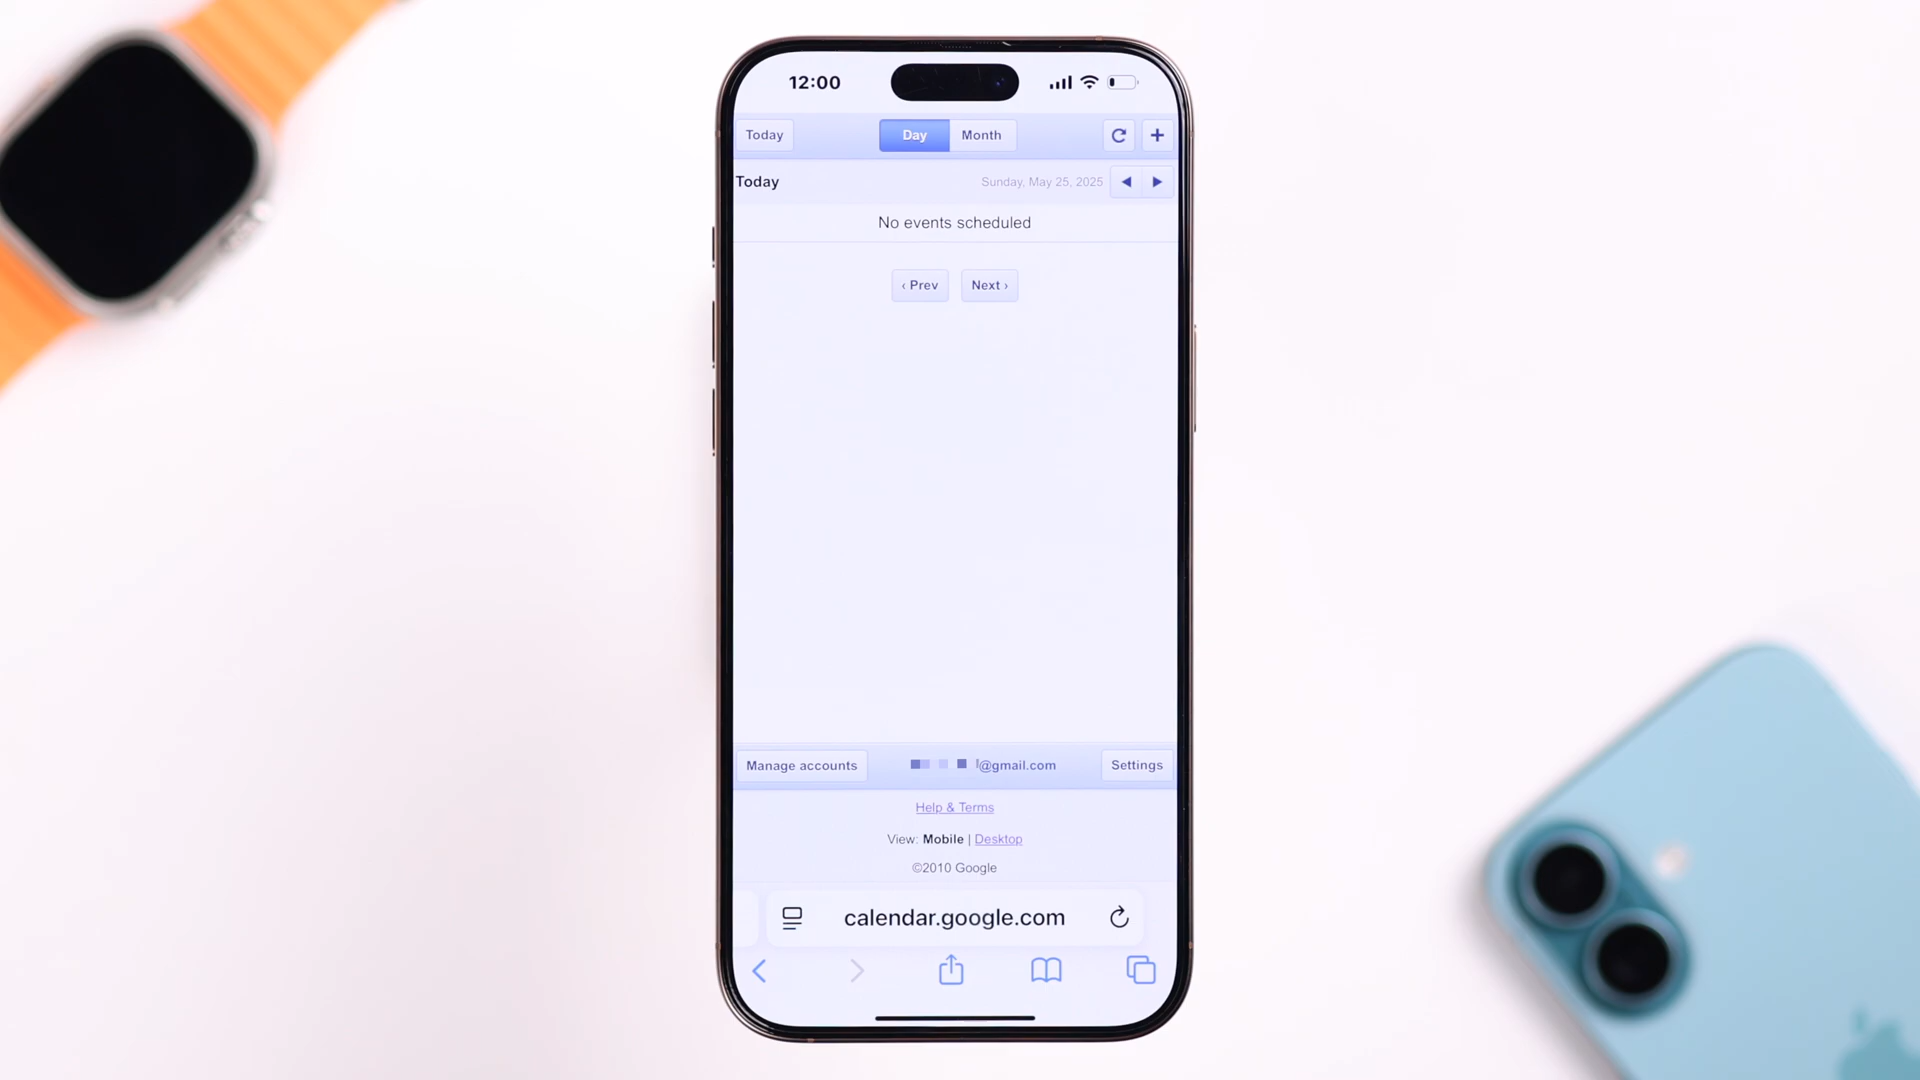 12:00
Today Day Month
Today Sunday, May 25, 2025
No events scheduled
‹ Prev Next ›
Manage accounts @gmail.com Settings
Help & Terms
View: Mobile | Desktop
©2010 Google
calendar.google.com